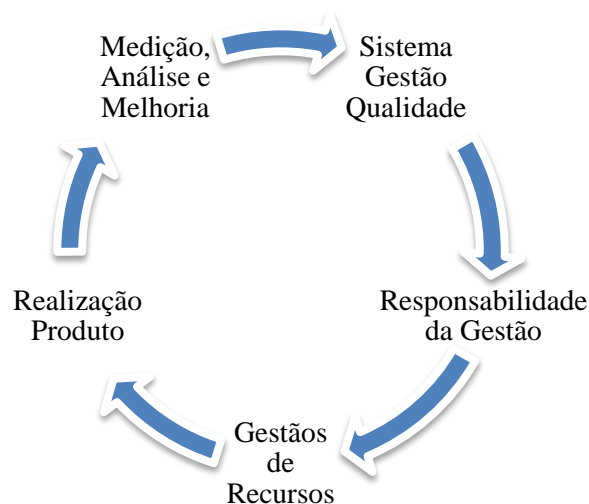 Medição,
Análise e
Melhoria
Sistema
Gestão
Qualidade
Responsabilidade
da Gestão
Gestãos
de
Recursos
Realização
Produto